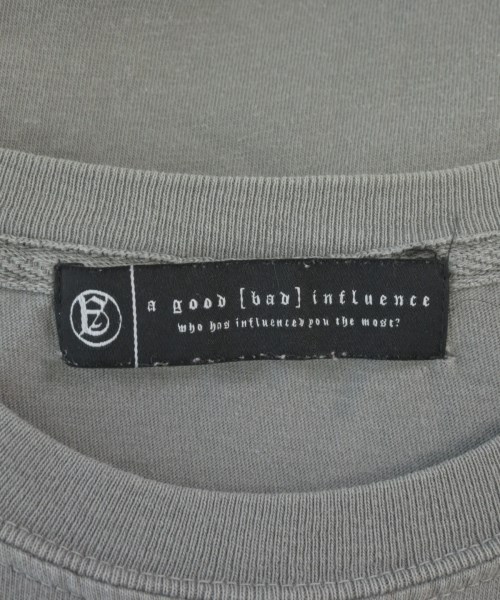 a good [bad] influence
who has influenced you the most?